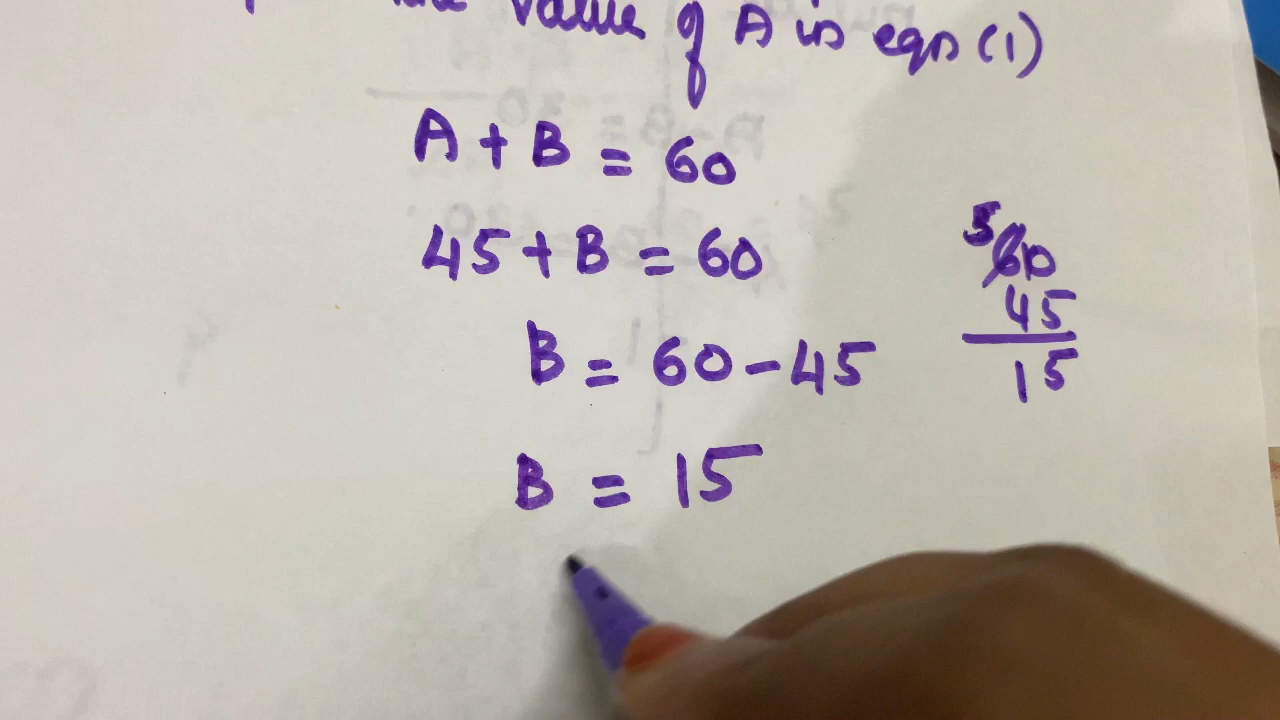 value of A in eqn (1)
A + B = 60
45 + B = 60
B = 60 - 45
B = 15
5 60
45
15